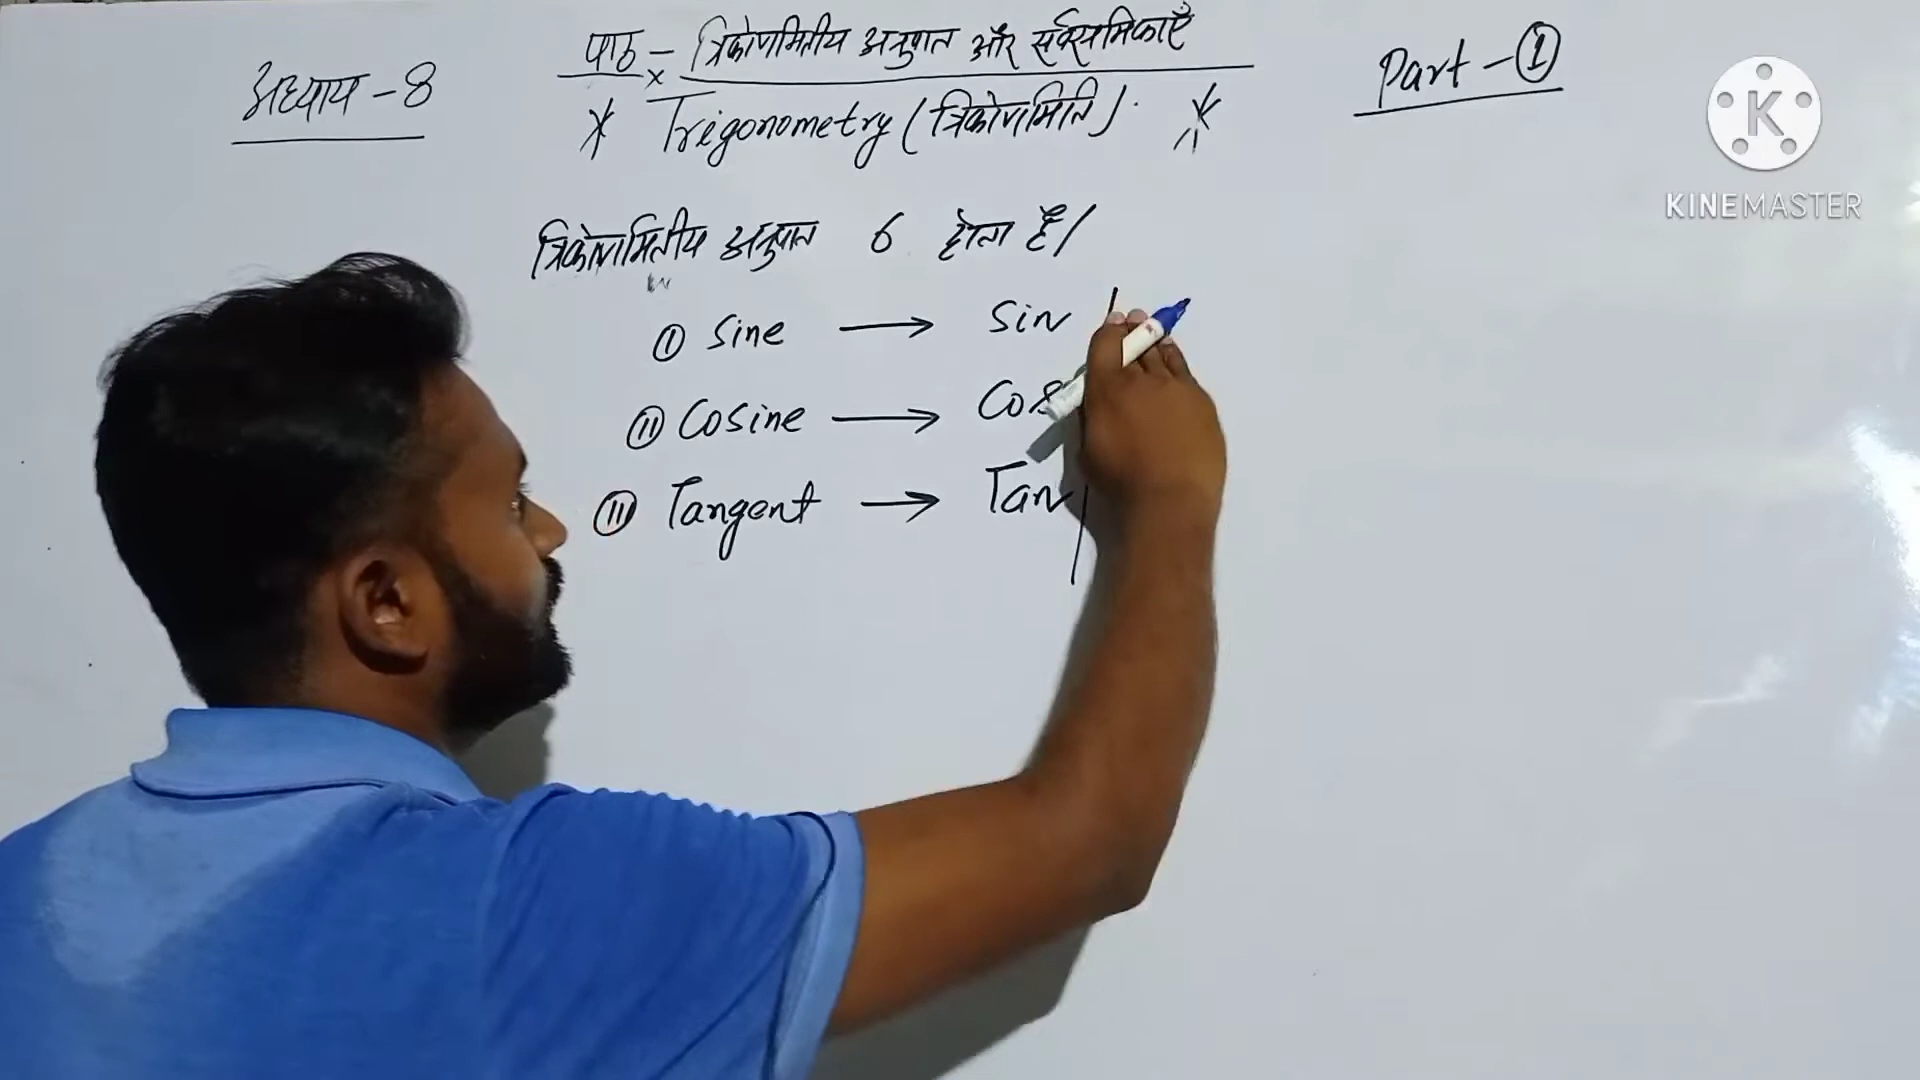 अध्याय - 8
पाठ - त्रिकोणमितीय अनुपात और सर्वसमिकाएँ
Part - ①
* Trigonometry (त्रिकोणमिति). *
त्रिकोणमितीय अनुपात 6 होता है।
① Sine → Sin
⑪ Cosine → Cos
⑪ Tangent → Tan
K
KINEMASTER